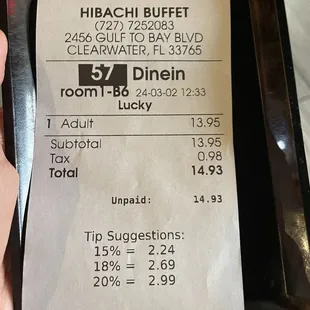 HIBACHI BUFFET
(727) 7252083
2456 GULF TO BAY BLVD
CLEARWATER, FL 33765
57 Dinein
room1-B6 24-03-02 12:33
Lucky
1 Adult 13.95
Subtotal 13.95
Tax 0.98
Total 14.93
Unpaid: 14.93
Tip Suggestions:
15% = 2.24
18% = 2.69
20% = 2.99